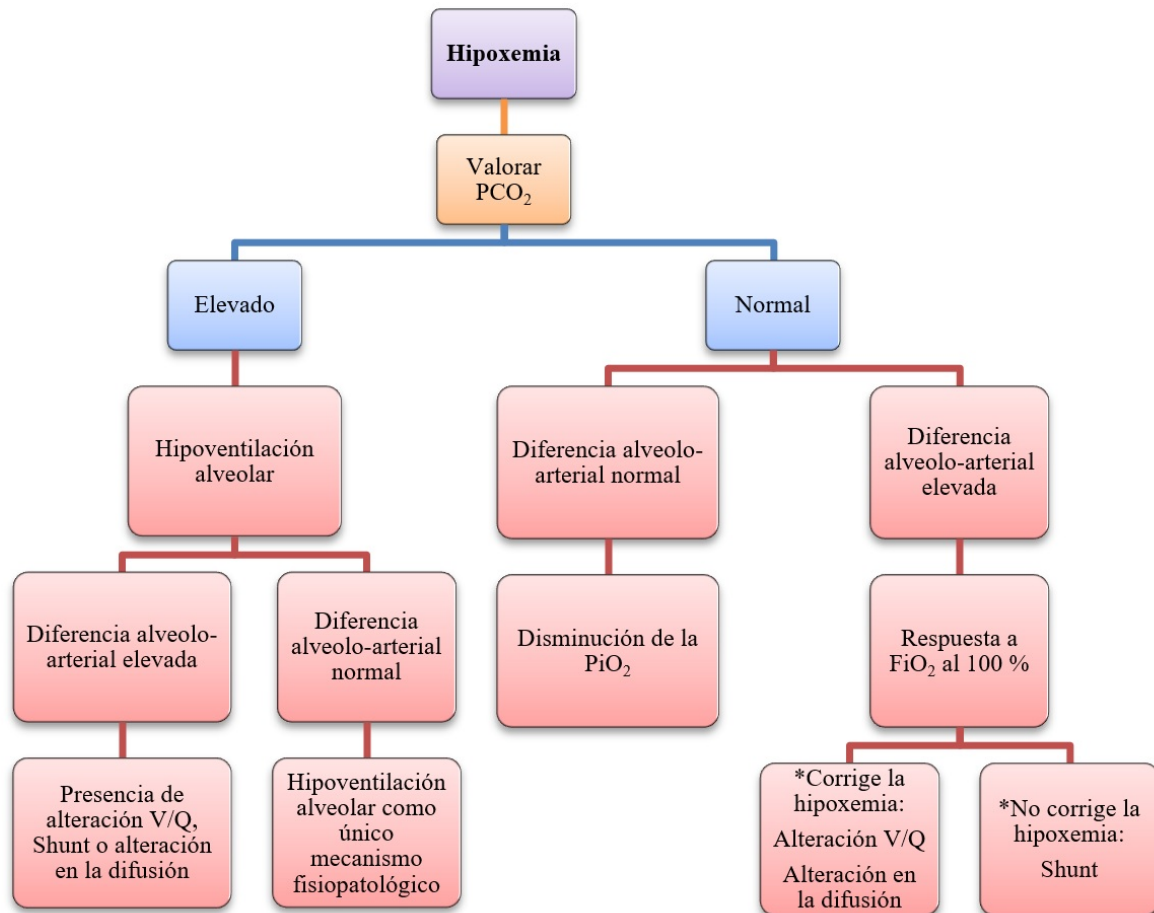 Hipoxemia
Valorar
PCO₂
Elevado
Normal
Hipoventilación
alveolar
Diferencia alveolo-
arterial normal
Diferencia
alveolo-arterial
elevada
Diferencia alveolo-
arterial elevada
Diferencia
alveolo-arterial
normal
Disminución de la
PiO₂
Respuesta a
FiO₂ al 100 %
Presencia de
alteración V/Q,
Shunt o alteración
en la difusión
Hipoventilación
alveolar como
único
mecanismo
fisiopatológico
*Corrige la
hipoxemia:
Alteración V/Q
Alteración en
la difusión
*No corrige la
hipoxemia:
Shunt